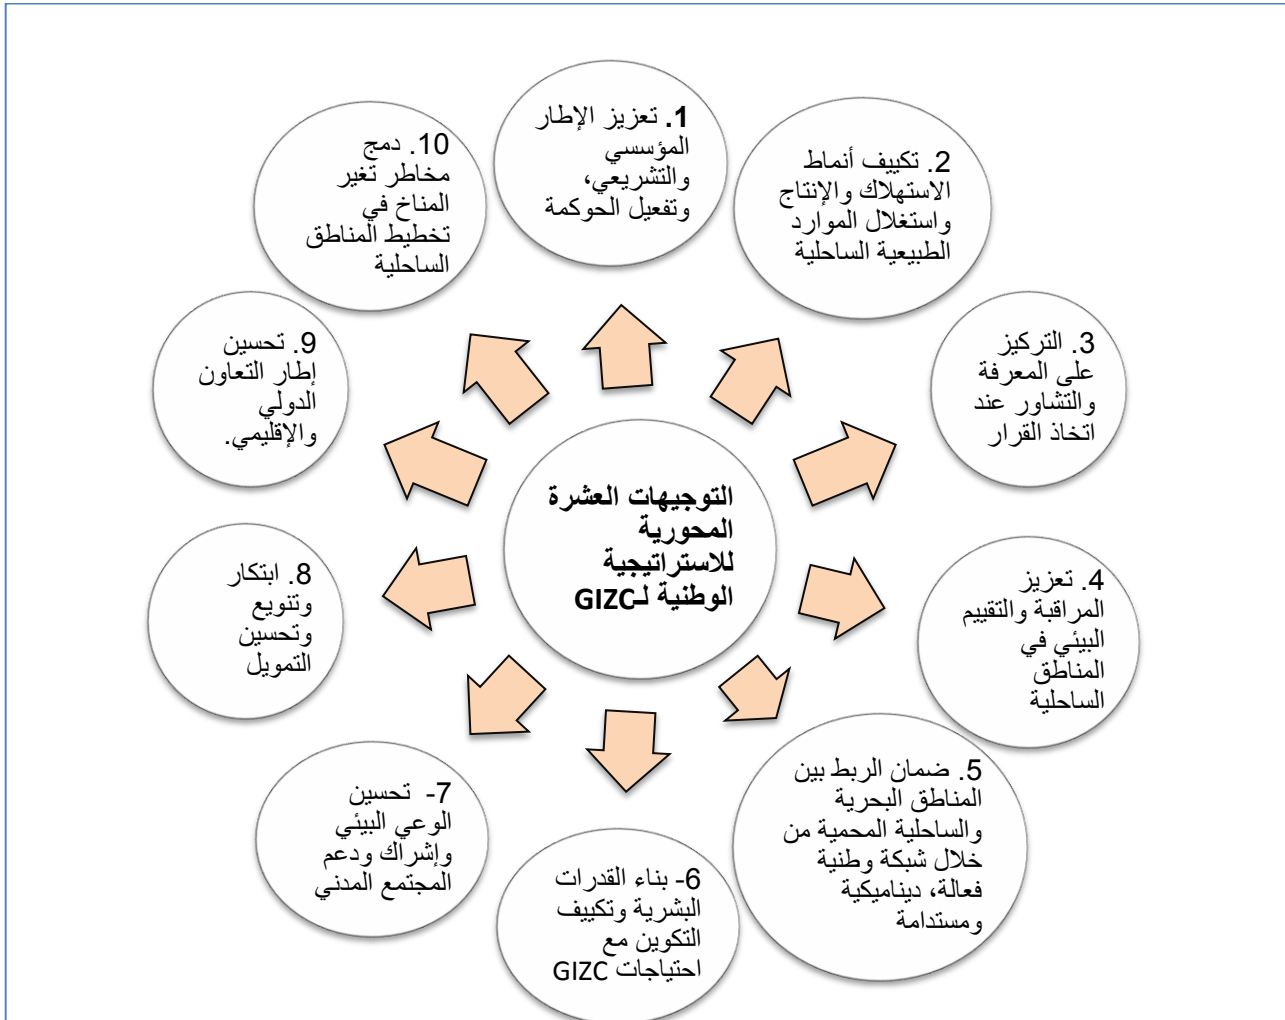 التوجيهات العشرة
المحورية
للاستراتيجية
الوطنية لـGIZC
1. تعزيز الإطار
المؤسسي
والتشريعي،
وتفعيل الحوكمة
2. تكييف أنماط
الاستهلاك والإنتاج
واستغلال الموارد
الطبيعية الساحلية
3. التركيز
على المعرفة
والتشاور عند
اتخاذ القرار
4. تعزيز
المراقبة والتقييم
البيئي في
المناطق
الساحلية
5. ضمان الربط بين
المناطق البحرية
والساحلية المحمية من
خلال شبكة وطنية
فعالة، ديناميكية
ومستدامة
6- بناء القدرات
البشرية وتكييف
التكوين مع
احتياجات GIZC
7- تحسين
الوعي البيئي
وإشراك ودعم
المجتمع المدني
8. ابتكار
وتنويع
وتحسين
التمويل
9. تحسين
إطار التعاون
الدولي
والإقليمي.
10. دمج
مخاطر تغير
المناخ في
تخطيط المناطق
الساحلية